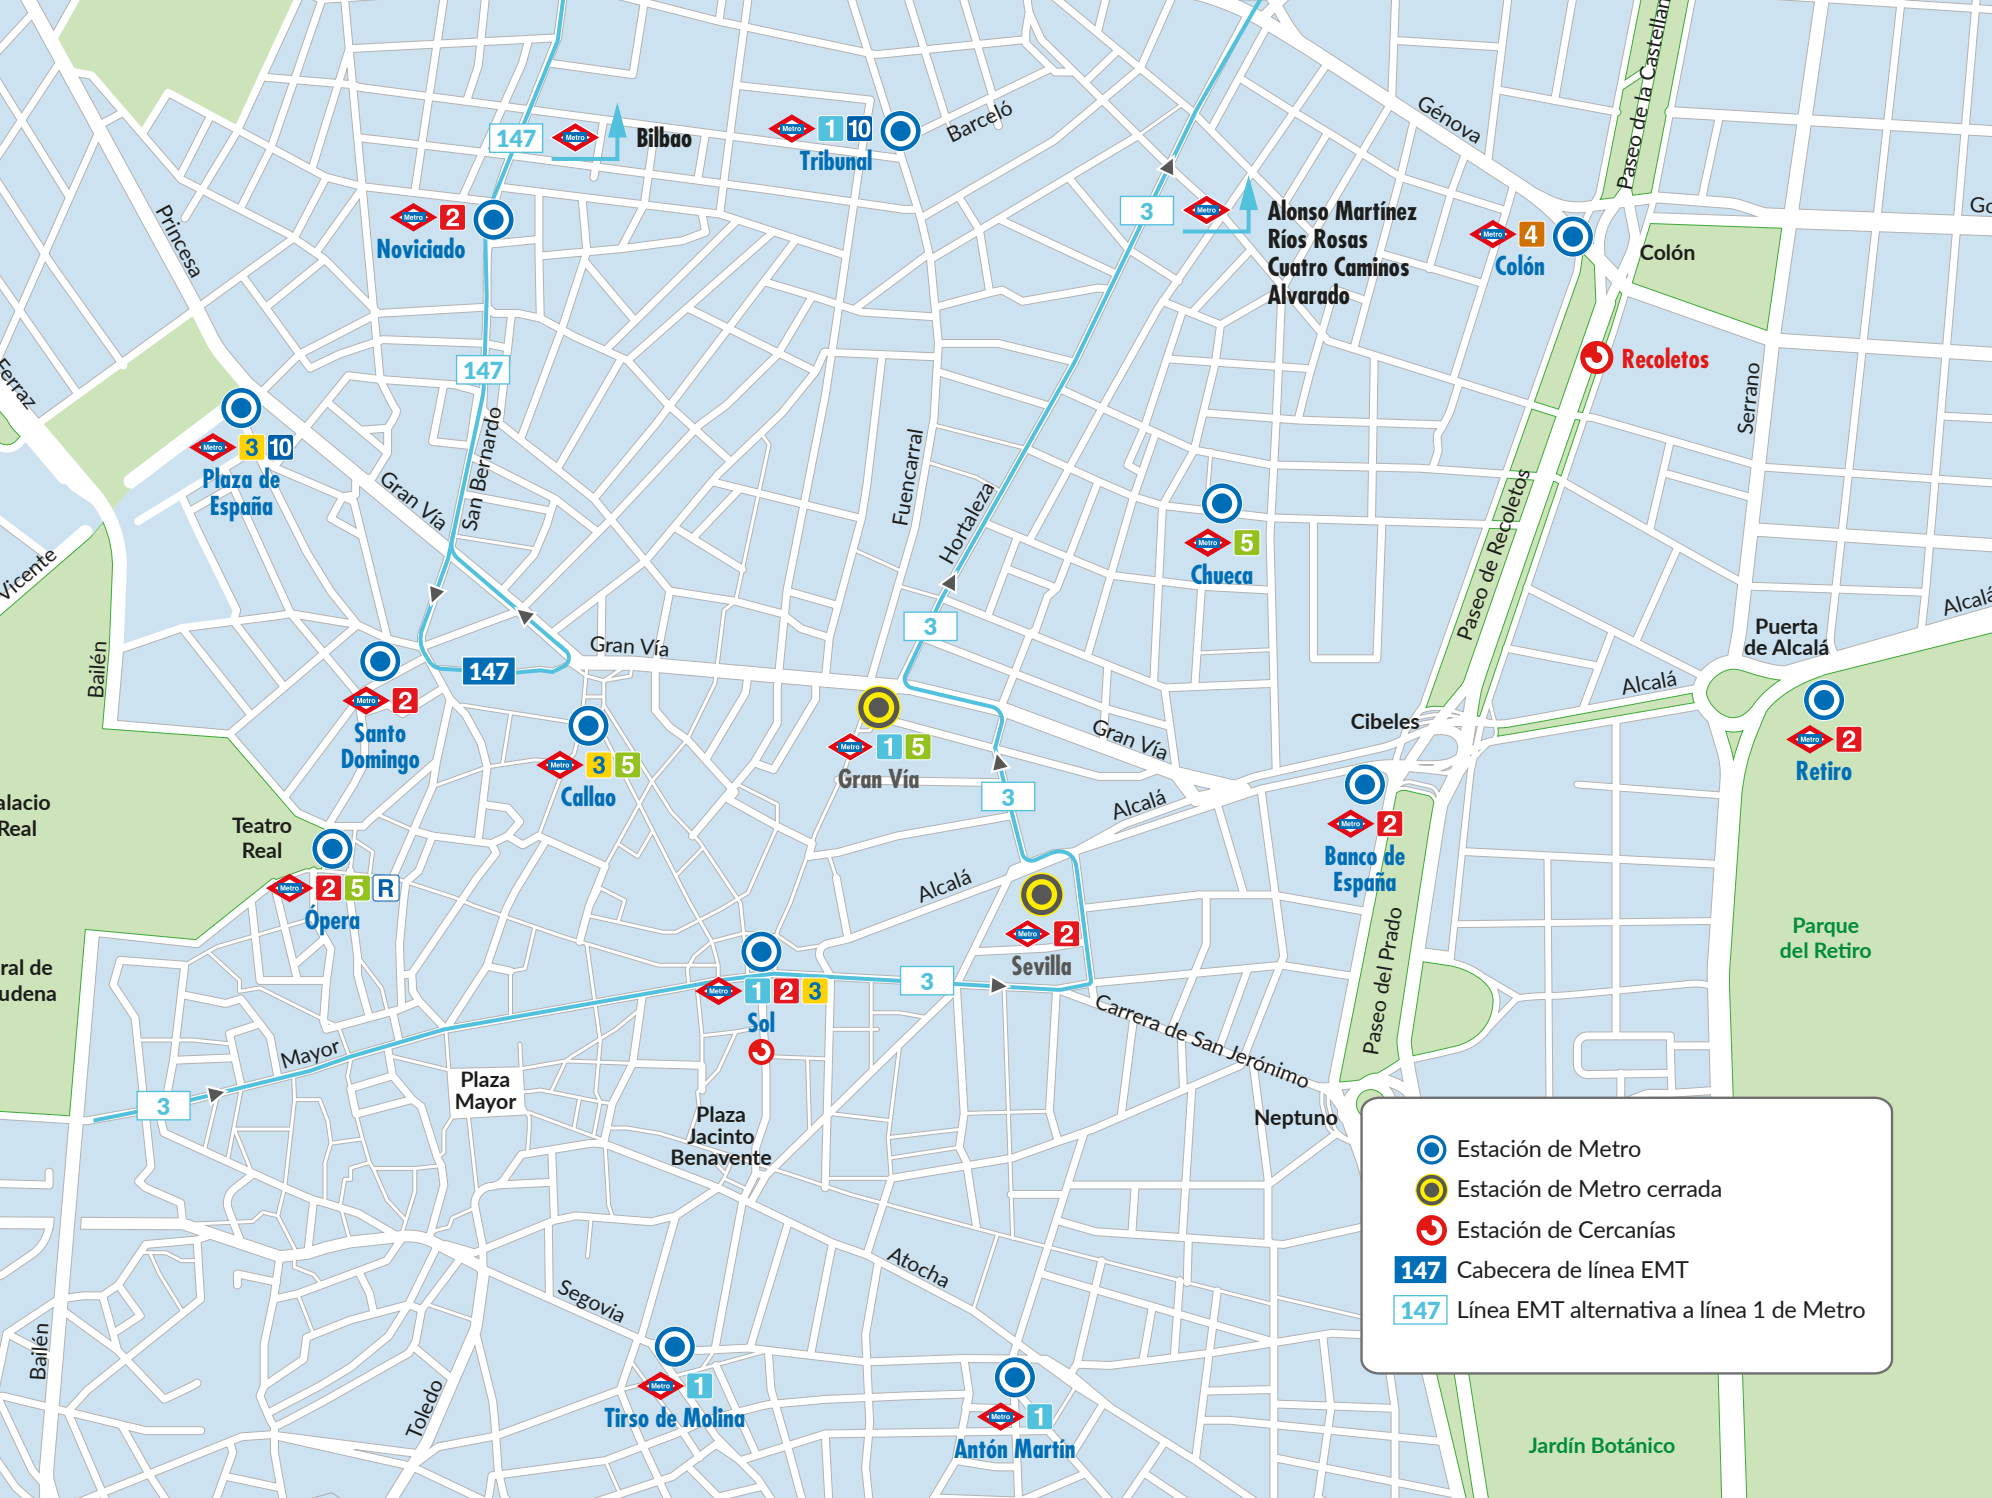 Paseo de la Castellan
Génova
Barceló
147
Metro
Bilbao
Metro 1 10
Tribunal
Metro 2
Noviciado
3
Metro
Alonso Martínez
Ríos Rosas
Cuatro Caminos
Alvarado
Metro 4
Colón
Colón
Go
Princesa
Recoletos
Serrano
Ferraz
147
San Bernardo
Metro 3 10
Plaza de
España
Gran Vía
Fuencarral
Hortaleza
Metro 5
Chueca
Paseo de Recoletos
Vicente
Bailén
3
Gran Vía
147
Metro 2
Santo
Domingo
Metro 3 5
Callao
Metro 1 5
Gran Vía
Gran Vía
Alcalá
Puerta
de Alcalá
Alcalá
Cibeles
Metro 2
Retiro
alacio
Real
Teatro
Real
3
Alcalá
Metro 2
Banco de
España
Metro 2 5 R
Ópera
Alcalá
Metro 2
Sevilla
Parque
del Retiro
Paseo del Prado
ral de
udena
3
Metro 1 2 3
Sol
Carrera de San Jerónimo
Mayor
3
Plaza
Mayor
Plaza
Jacinto
Benavente
Neptuno
Estación de Metro
Estación de Metro cerrada
Estación de Cercanías
147 Cabecera de línea EMT
147 Línea EMT alternativa a línea 1 de Metro
Atocha
Segovia
Bailén
Toledo
Metro 1
Tirso de Molina
Metro 1
Antón Martín
Jardín Botánico